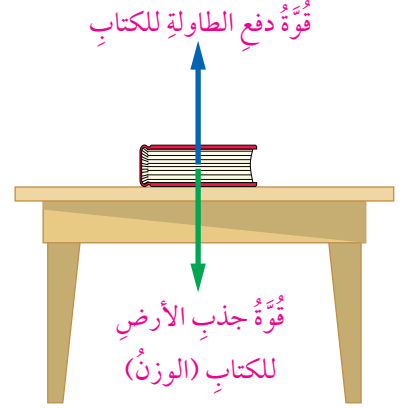 قُوَّةُ دفعِ الطاولةِ للكتابِ
قُوَّةُ جذبِ الأرضِ
للكتابِ (الوزنُ)